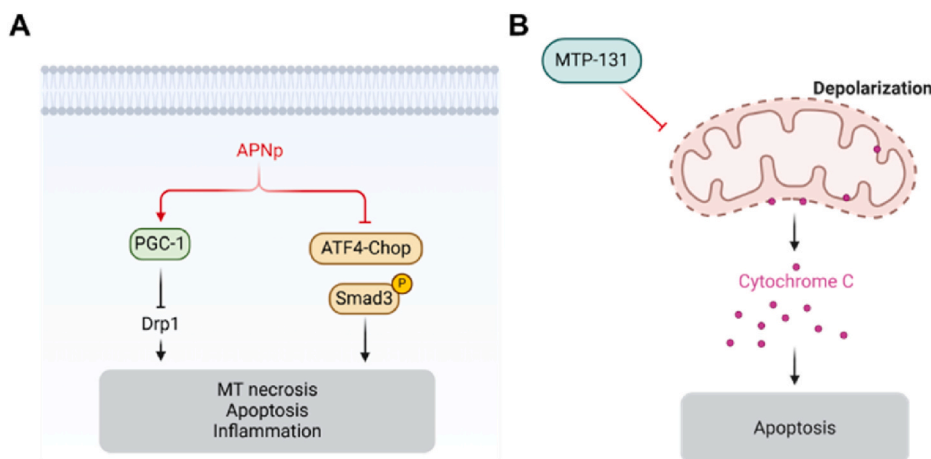 A
APNp
PGC-1
ATF4-Chop
P
Smad3
Drp1
MT necrosis
Apoptosis
Inflammation
B
MTP-131
Depolarization
Cytochrome C
Apoptosis